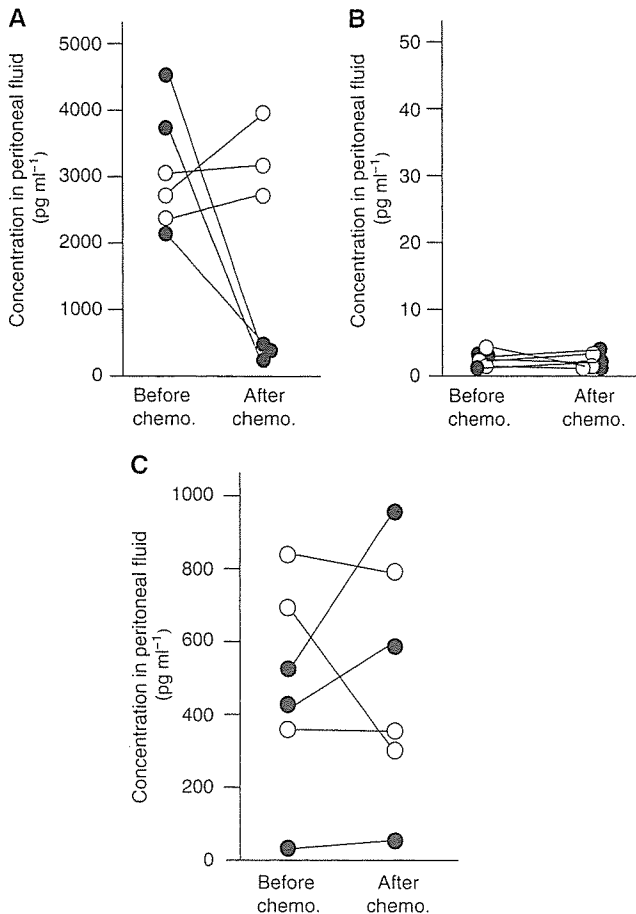 A
Concentration in peritoneal fluid
(pg ml⁻¹)
5000
4000
3000
2000
1000
0
Before
chemo.
After
chemo.
B
Concentration in peritoneal fluid
(pg ml⁻¹)
50
40
30
20
10
0
Before
chemo.
After
chemo.
C
Concentration in peritoneal fluid
(pg ml⁻¹)
1000
800
600
400
200
0
Before
chemo.
After
chemo.